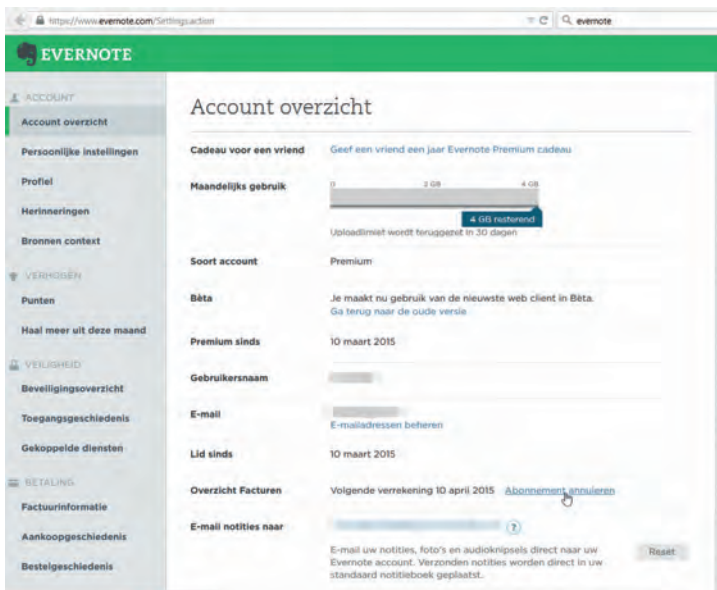 https://www.evernote.com/Settings.action
evernote
EVERNOTE
ACCOUNT
Account overzicht
Persoonlijke instellingen
Profiel
Herinneringen
Bronnen context
VERHOGEN
Punten
Haal meer uit deze maand
VEILIGHEID
Beveiligingsoverzicht
Toegangsgeschiedenis
Gekoppelde diensten
BETALING
Factuurinformatie
Aankoopgeschiedenis
Bestelgeschiedenis
Account overzicht
Cadeau voor een vriend Geef een vriend een jaar Evernote Premium cadeau
Maandelijks gebruik 0 2 GB 4 GB
4 GB resterend
Uploadlimiet wordt teruggezet in 30 dagen
Soort account Premium
Bèta Je maakt nu gebruik van de nieuwste web client in Bèta.
Ga terug naar de oude versie
Premium sinds 10 maart 2015
Gebruikersnaam
E-mail
E-mailadressen beheren
Lid sinds 10 maart 2015
Overzicht Facturen Volgende verrekening 10 april 2015 Abonnement annuleren
E-mail notities naar ?
E-mail uw notities, foto's en audioknipsels direct naar uw Reset
Evernote account. Verzonden notities worden direct in uw
standaard notitieboek geplaatst.